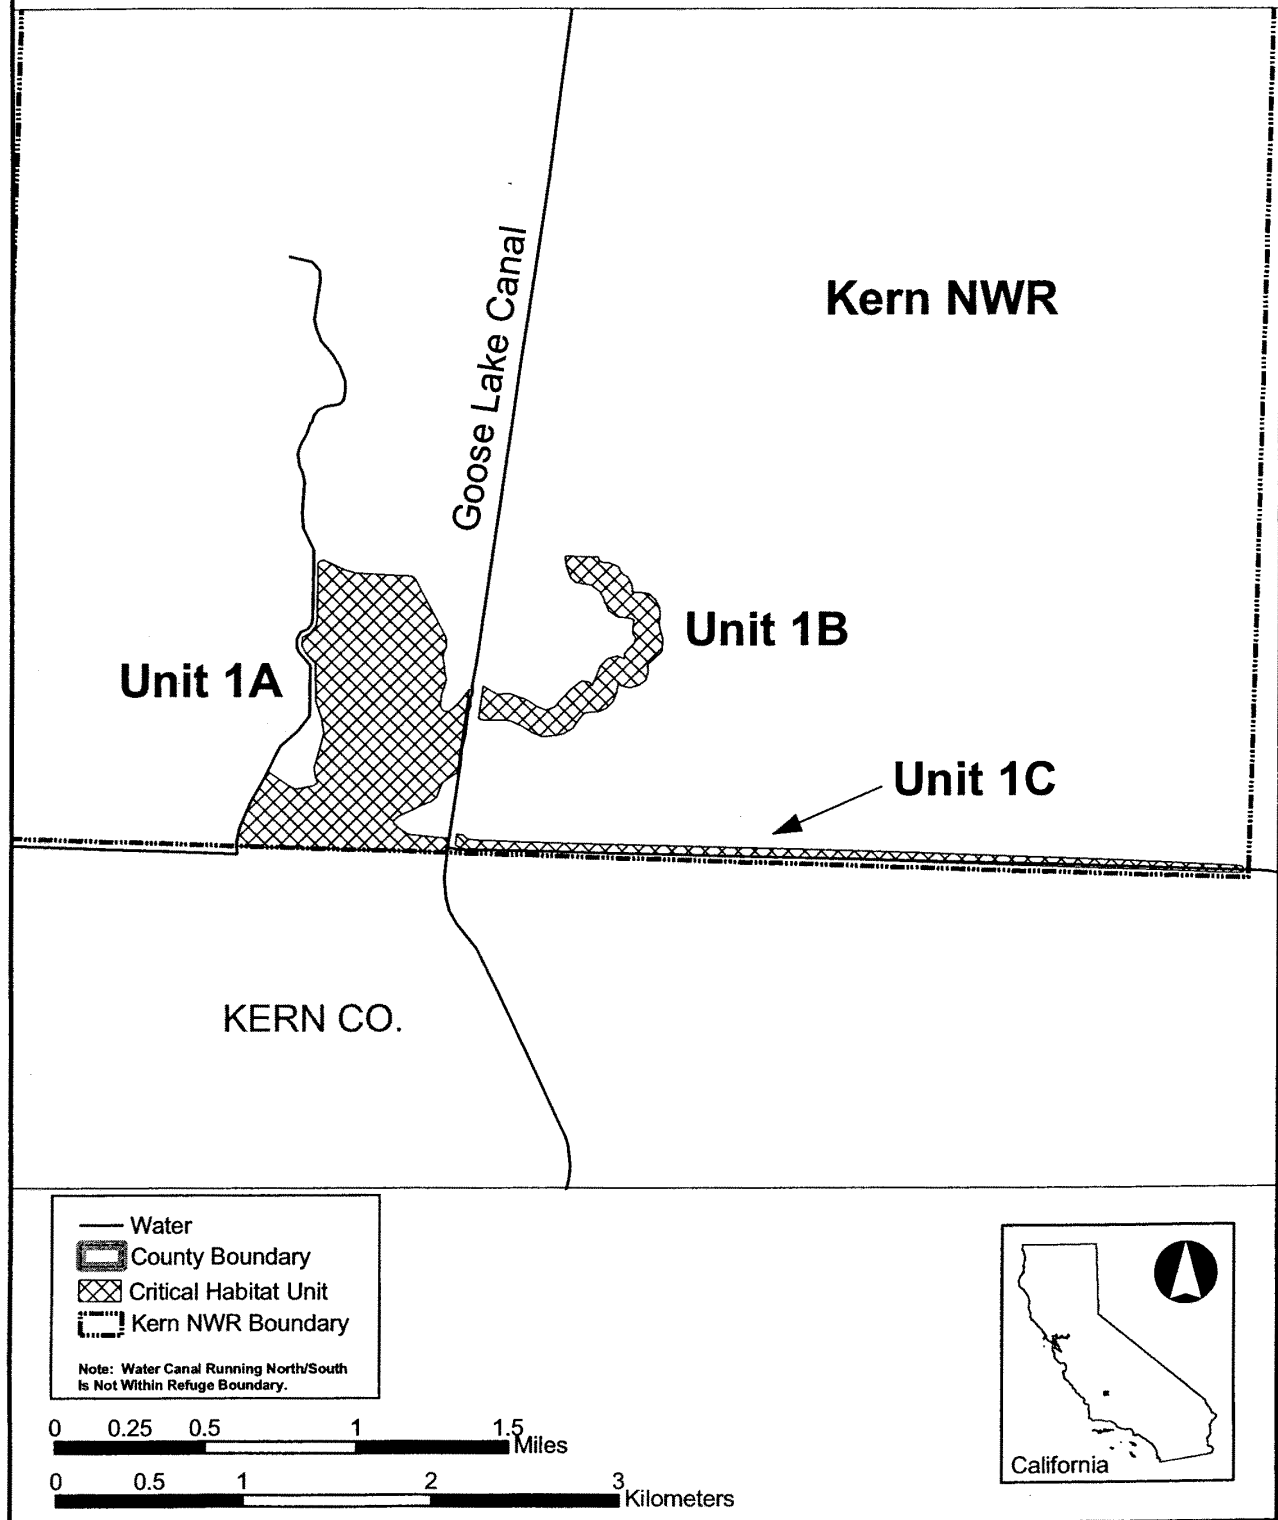 Goose Lake Canal
Kern NWR
Unit 1B
Unit 1A
Unit 1C
KERN CO.
Water
County Boundary
Critical Habitat Unit
Kern NWR Boundary
Note: Water Canal Running North/South
Is Not Within Refuge Boundary.
0 0.25 0.5 1 1.5
Miles
0 0.5 1 2 3
Kilometers
California